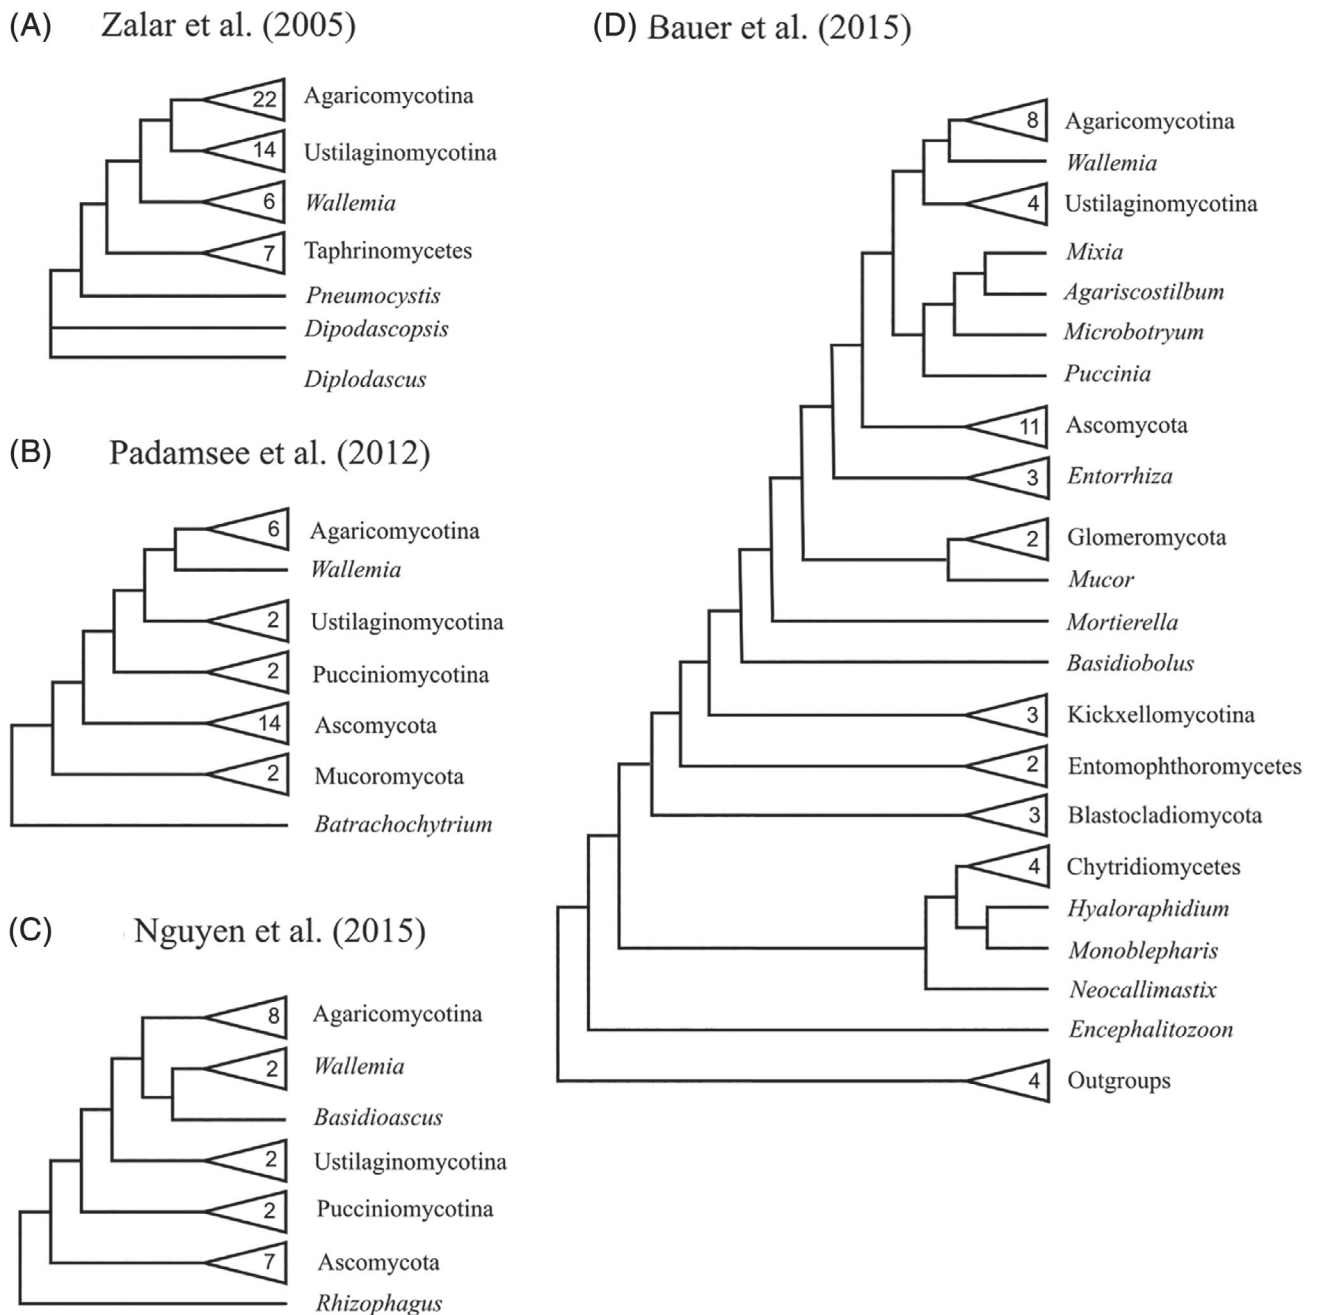 (A) Zalar et al. (2005)
22 Agaricomycotina
14 Ustilaginomycotina
6 Wallemia
7 Taphrinomycetes
Pneumocystis
Dipodascopsis
Diplodascus
(B) Padamsee et al. (2012)
6 Agaricomycotina
Wallemia
2 Ustilaginomycotina
2 Pucciniomycotina
14 Ascomycota
2 Mucoromycota
Batrachochytrium
(C) Nguyen et al. (2015)
8 Agaricomycotina
2 Wallemia
Basidioascus
2 Ustilaginomycotina
2 Pucciniomycotina
7 Ascomycota
Rhizophagus
(D) Bauer et al. (2015)
8 Agaricomycotina
Wallemia
4 Ustilaginomycotina
Mixia
Agariscostilbum
Microbotryum
Puccinia
11 Ascomycota
3 Entorrhiza
2 Glomeromycota
Mucor
Mortierella
Basidiobolus
3 Kickxellomycotina
2 Entomophthoromycetes
3 Blastocladiomycota
4 Chytridiomycetes
Hyaloraphidium
Monoblepharis
Neocallimastix
Encephalitozoon
4 Outgroups